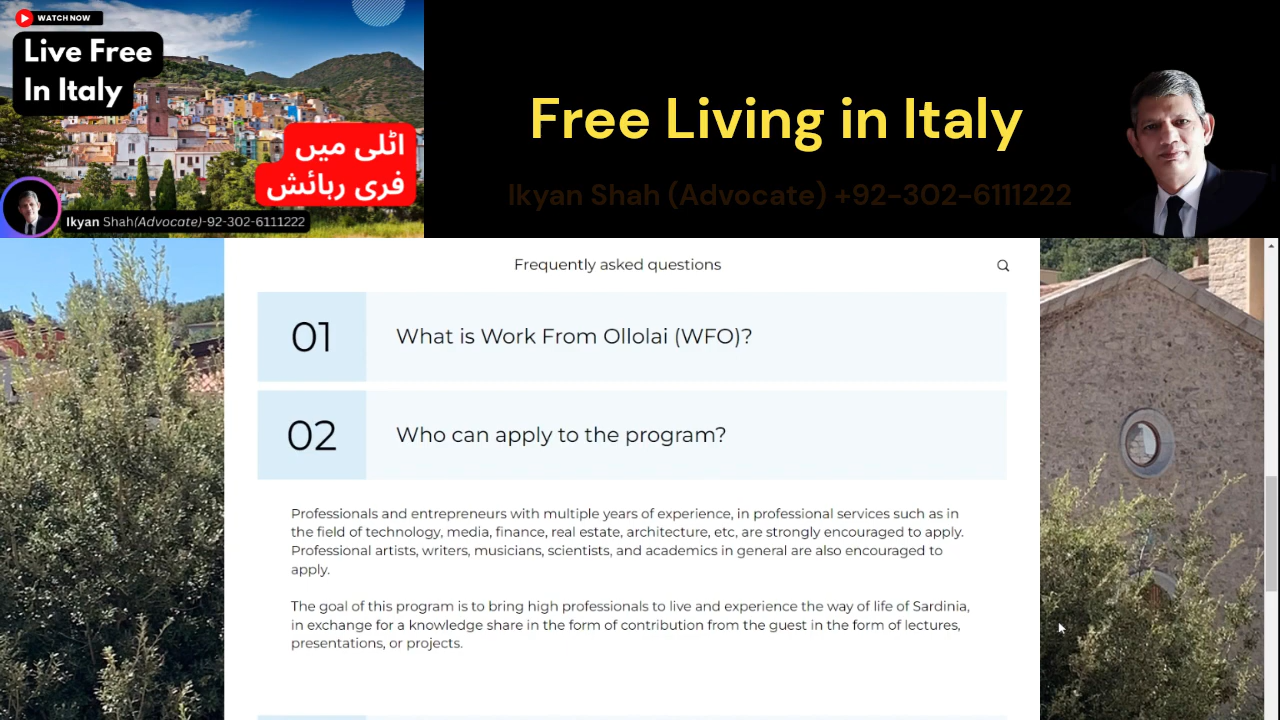 WATCH NOW
Live Free
In Italy
اٹلی میں
فری رہائش
Ikyan Shah(Advocate)-92-302-6111222
Free Living in Italy
Ikyan Shah (Advocate) +92-302-6111222
Frequently asked questions
01
What is Work From Ollolai (WFO)?
02
Who can apply to the program?
Professionals and entrepreneurs with multiple years of experience, in professional services such as in
the field of technology, media, finance, real estate, architecture, etc, are strongly encouraged to apply.
Professional artists, writers, musicians, scientists, and academics in general are also encouraged to
apply.
The goal of this program is to bring high professionals to live and experience the way of life of Sardinia,
in exchange for a knowledge share in the form of contribution from the guest in the form of lectures,
presentations, or projects.